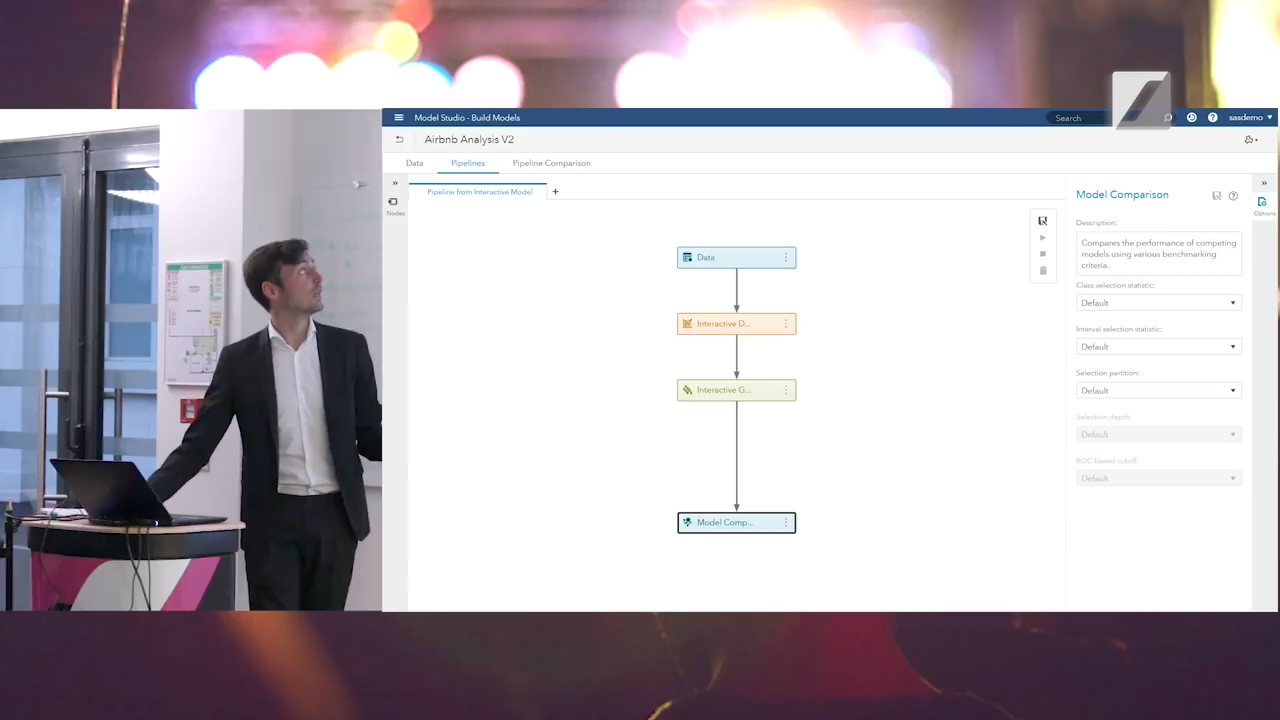 Model Studio - Build Models
Search
sasdemo
Airbnb Analysis V2
Data
Pipelines
Pipeline Comparison
Nodes
Pipeline from Interactive Model
+
Data
Interactive D...
Interactive G...
Model Comp...
Model Comparison
Options
Description:
Compares the performance of competing
models using various benchmarking
criteria.
Class selection statistic:
Default
Interval selection statistic:
Default
Selection partition:
Default
Selection depth:
Default
ROC-based cutoff:
Default